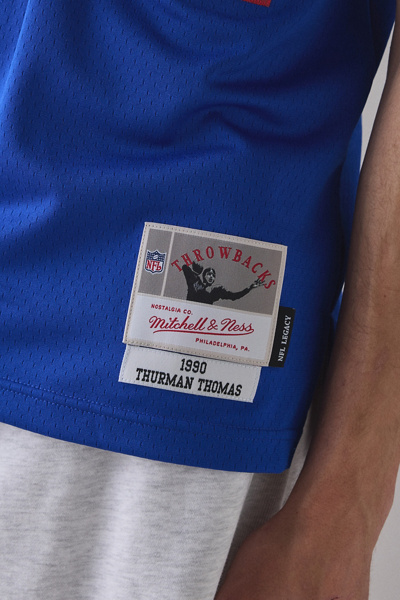 THROWBACKS
NFL
NOSTALGIA CO.
Mitchell & Ness
PHILADELPHIA, PA.
NFL LEGACY
1990
THURMAN THOMAS